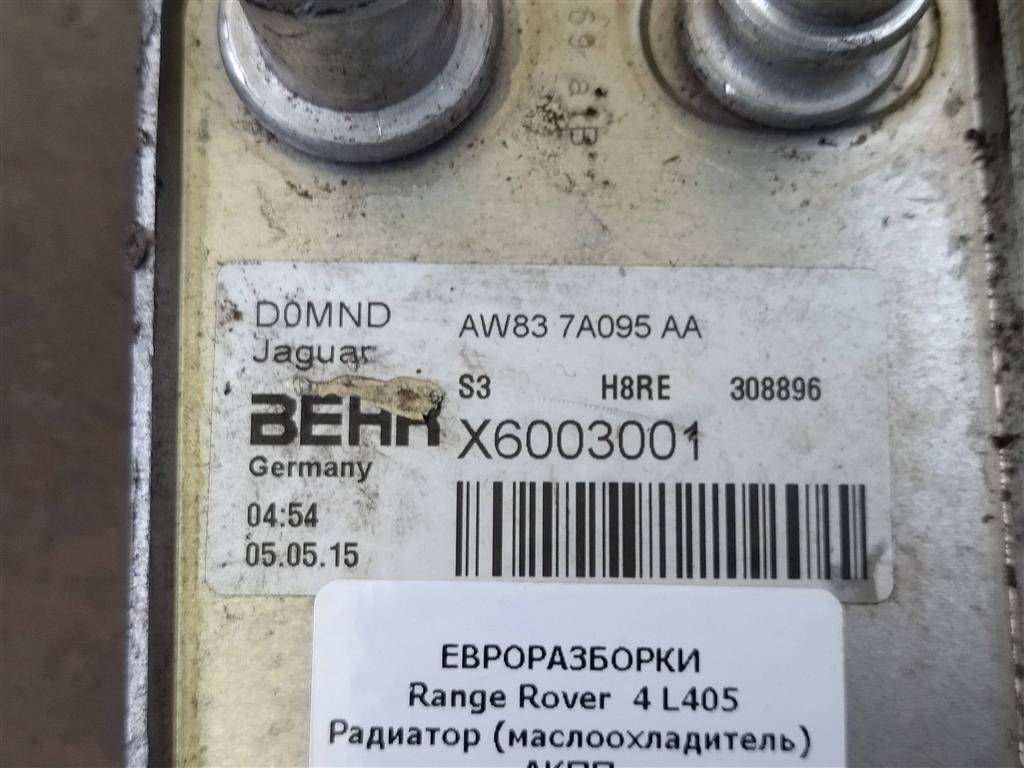 D0MND AW83 7A095 AA
Jaguar
S3 H8RE 308896
BEHR X6003001
Germany
04:54
05.05.15
ЕВРОРАЗБОРКИ
Range Rover 4 L405
Радиатор (маслоохладитель)
АКПП